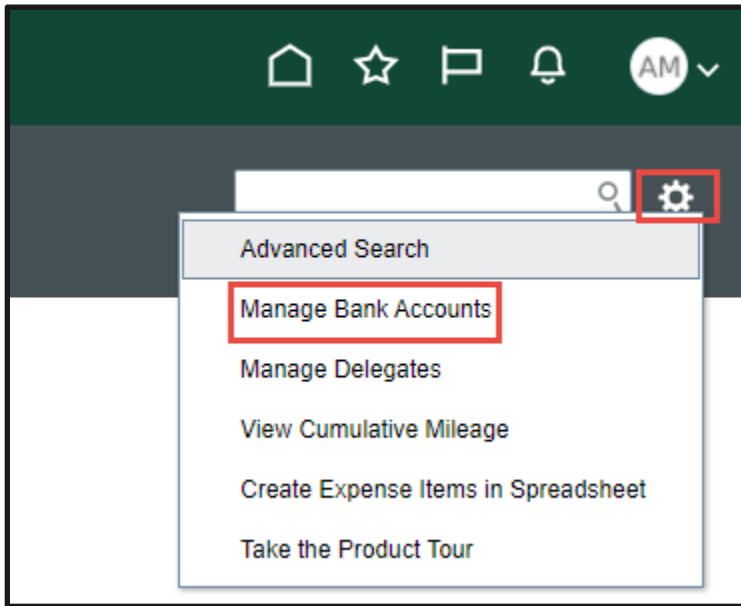 AM
Advanced Search
Manage Bank Accounts
Manage Delegates
View Cumulative Mileage
Create Expense Items in Spreadsheet
Take the Product Tour